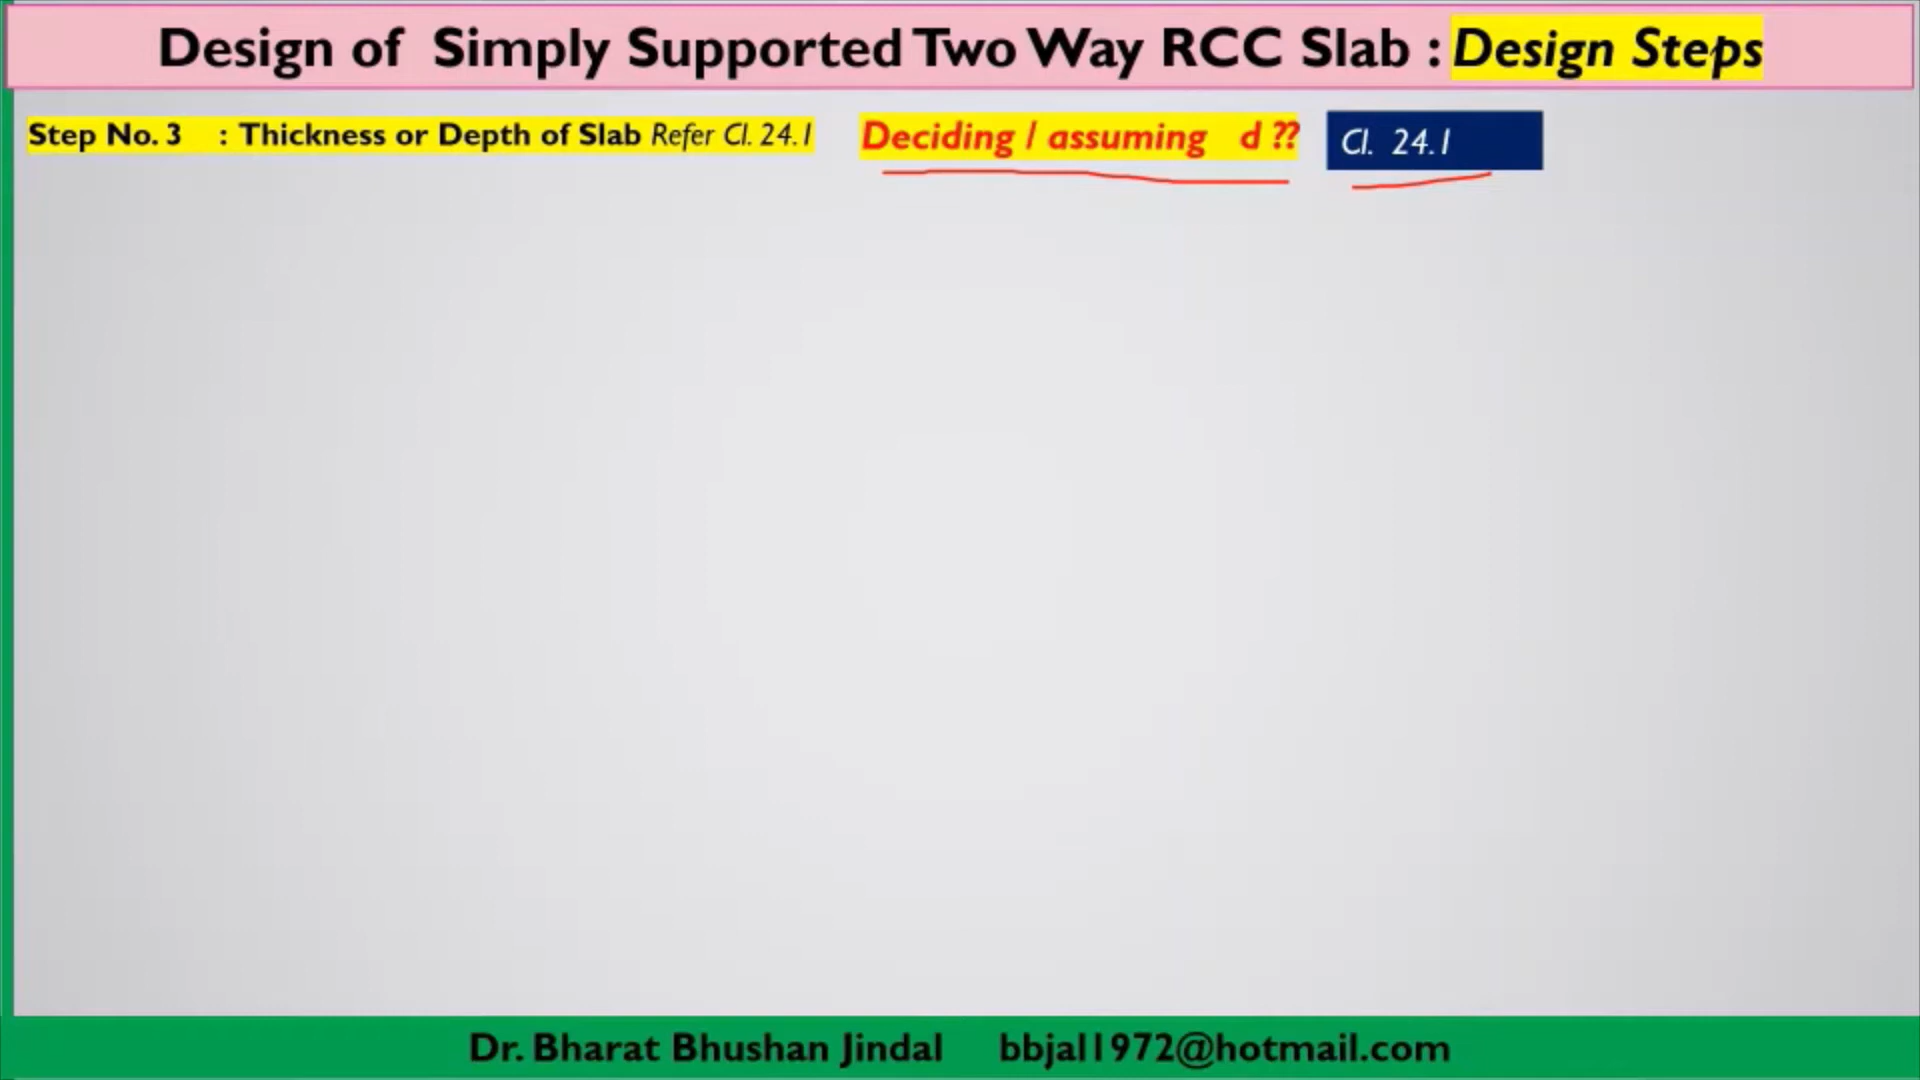 Design of Simply Supported Two Way RCC Slab : Design Steps
Step No. 3 : Thickness or Depth of Slab Refer Cl. 24.1 Deciding / assuming d ?? Cl. 24.1
Dr. Bharat Bhushan Jindal bbjal1972@hotmail.com